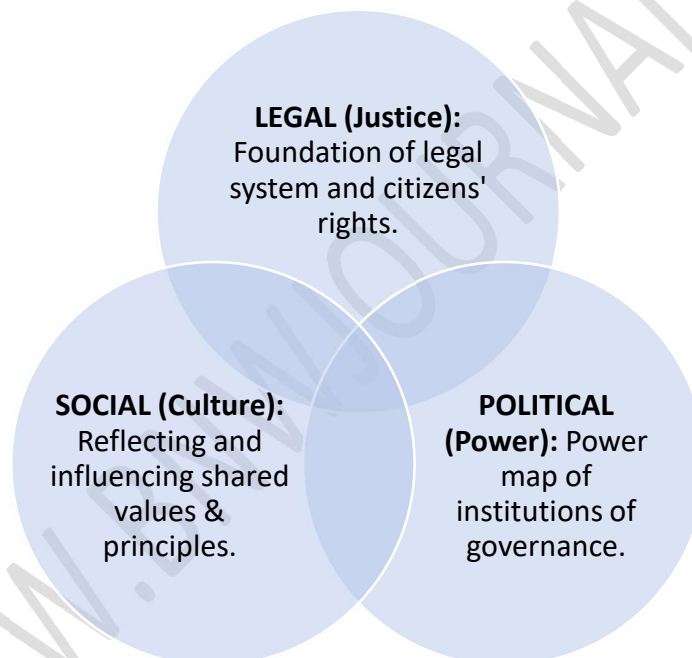 W.BNWJOURNAL
LEGAL (Justice):
Foundation of legal
system and citizens'
rights.
SOCIAL (Culture):
Reflecting and
influencing shared
values &
principles.
POLITICAL
(Power): Power
map of
institutions of
governance.